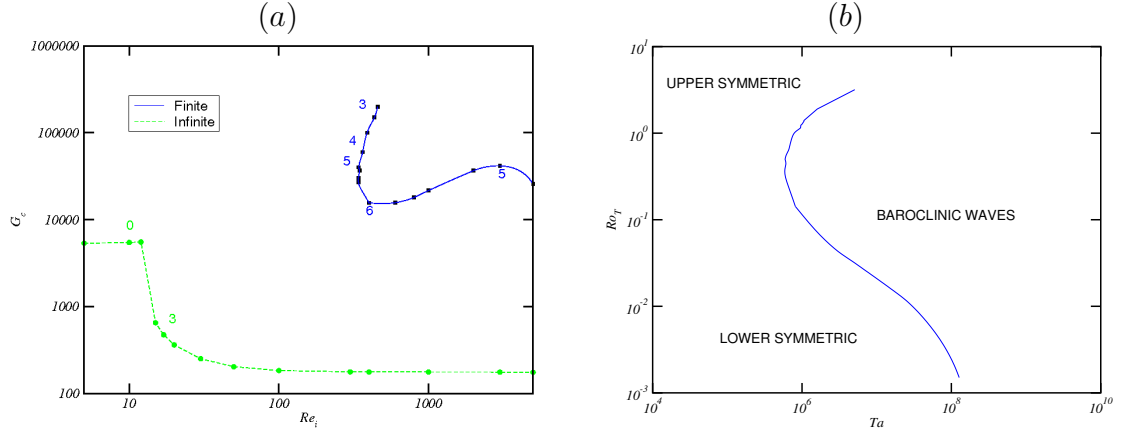 (a)
1000000
100000
10000
1000
100
G_c
Finite
Infinite
3
4
5
6
5
0
3
10
100
1000
Re_i
(b)
10^1
10^0
10^-1
10^-2
10^-3
Ro_T
UPPER SYMMETRIC
BAROCLINIC WAVES
LOWER SYMMETRIC
10^4
10^6
10^8
10^10
Ta